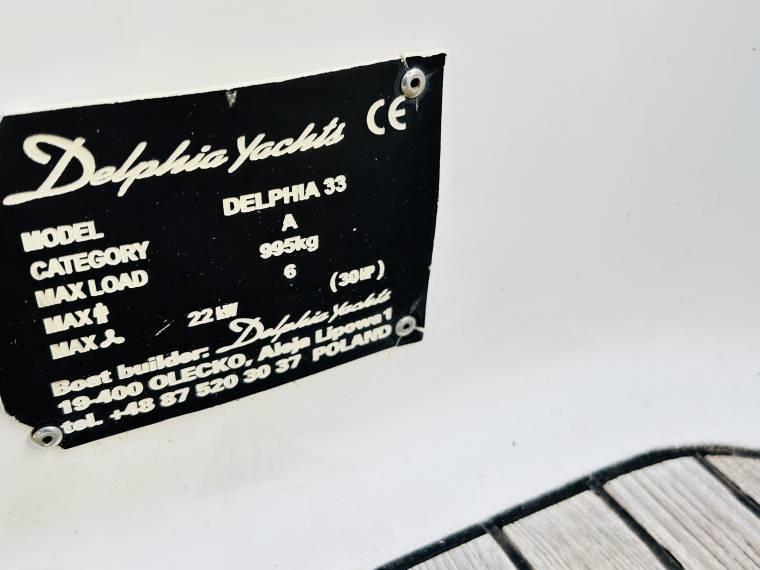 Delphia Yachts CE
MODEL DELPHIA 33
CATEGORY A
MAX LOAD 995kg
MAX 6
MAX 22 kW (30HP)
Boat builder: Delphia Yachts
19-400 OLECKO, Aleja Lipowa 1
tel. +48 87 520 30 37 POLAND